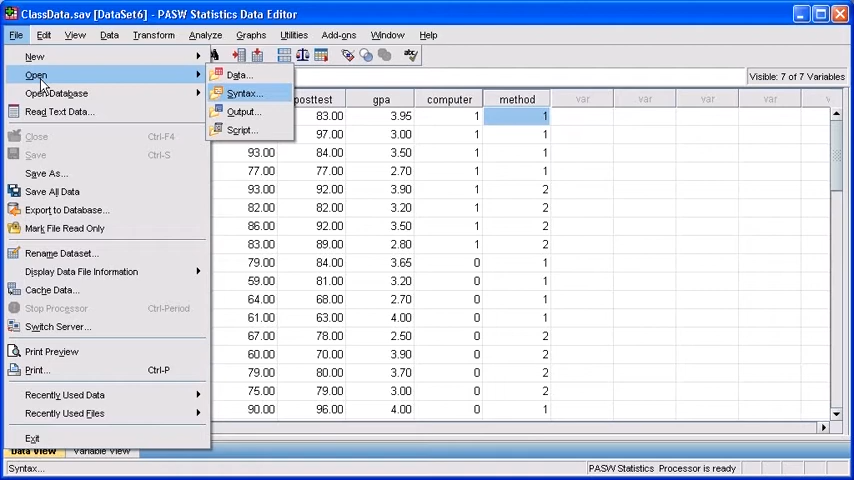 ClassData.sav [DataSet6] - PASW Statistics Data Editor
File Edit View Data Transform Analyze Graphs Utilities Add-ons Window Help
Visible: 7 of 7 Variables
New
Open
Open Database
Read Text Data...
Close Ctrl-F4
Save Ctrl-S
Save As...
Save All Data
Export to Database...
Mark File Read Only
Rename Dataset...
Display Data File Information
Cache Data...
Stop Processor Ctrl-Period
Switch Server...
Print Preview
Print... Ctrl-P
Recently Used Data
Recently Used Files
Exit
Data...
Syntax...
Output...
Script...
posttest gpa computer method var var var
83.00 3.95 1 1
97.00 3.00 1 1
93.00 84.00 3.50 1 1
77.00 77.00 2.70 1 1
93.00 92.00 3.90 1 2
82.00 82.00 3.20 1 2
86.00 92.00 3.50 1 2
83.00 89.00 2.80 1 2
79.00 84.00 3.65 0 1
59.00 81.00 3.20 0 1
64.00 68.00 2.70 0 1
61.00 63.00 4.00 0 1
67.00 78.00 2.50 0 2
60.00 70.00 3.90 0 2
79.00 80.00 3.70 0 2
75.00 79.00 3.00 0 2
90.00 96.00 4.00 0 1
Data View Variable View
Syntax... PASW Statistics Processor is ready